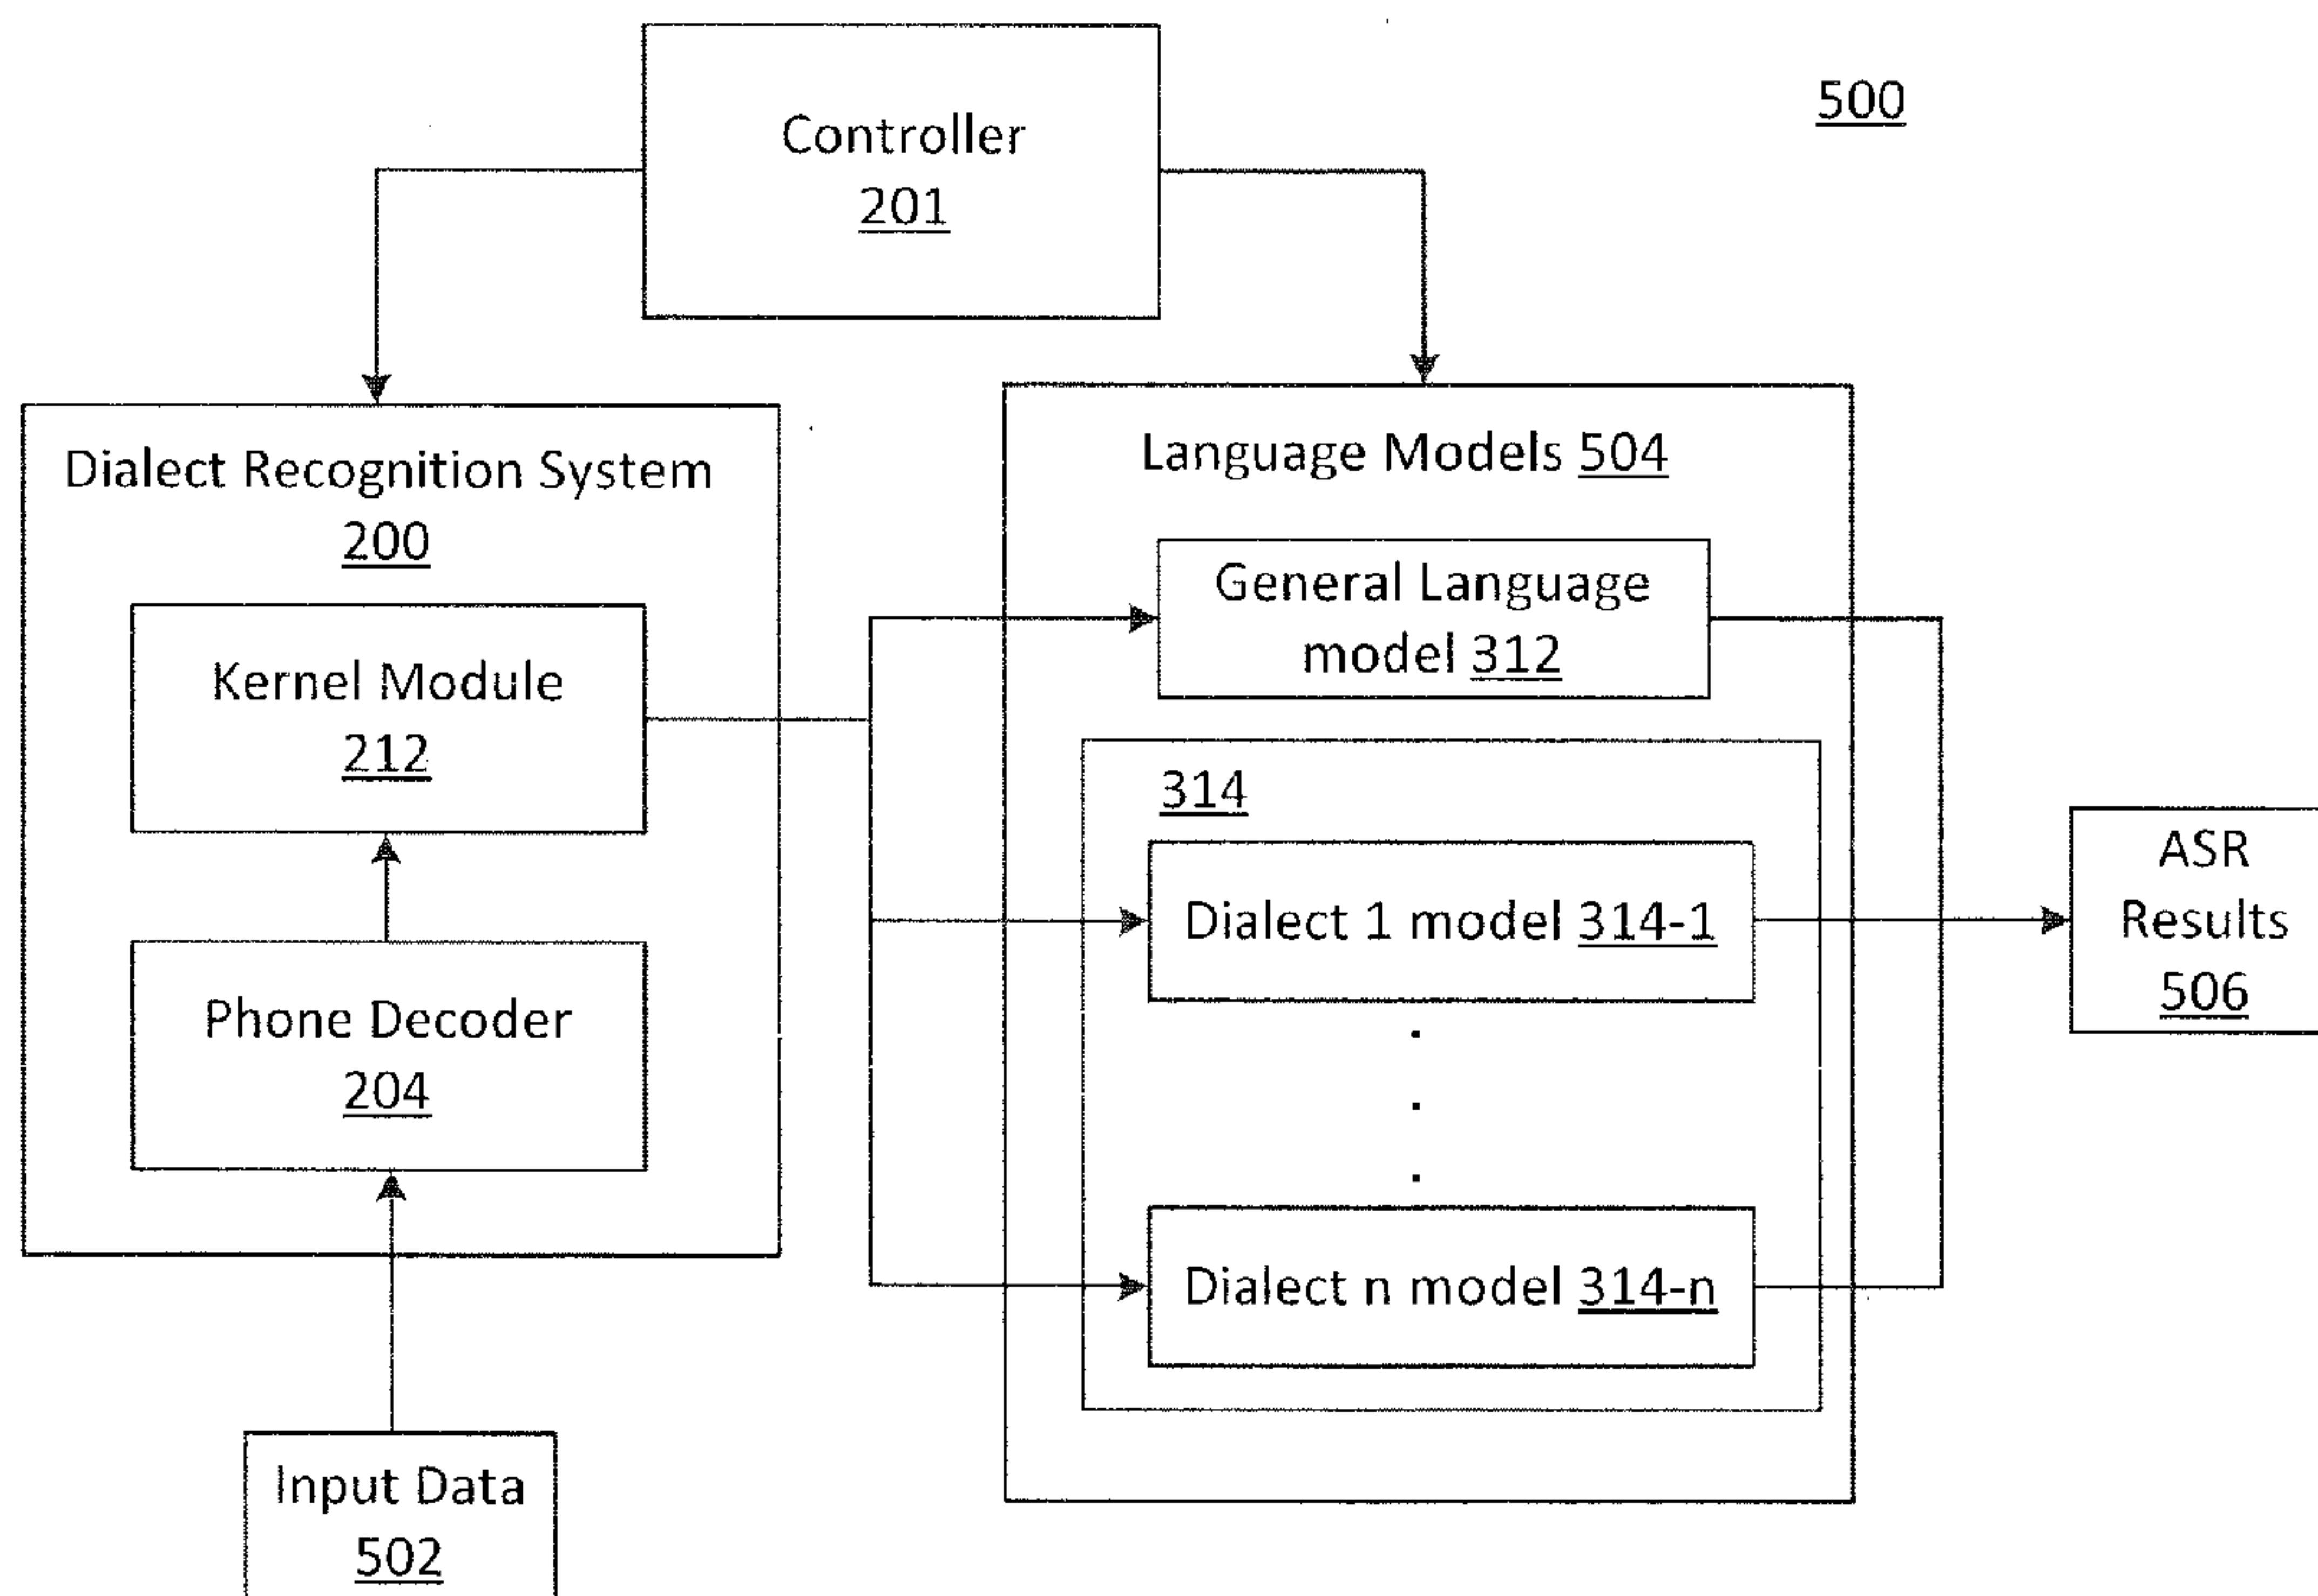 500
Controller
201
Dialect Recognition System
200
Kernel Module
212
Phone Decoder
204
Input Data
502
Language Models 504
General Language
model 312
314
Dialect 1 model 314-1
Dialect n model 314-n
ASR
Results
506